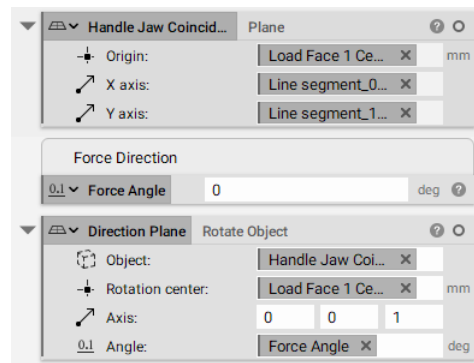 Handle Jaw Coincid... Plane
Origin: Load Face 1 Ce... mm
X axis: Line segment_0...
Y axis: Line segment_1...
Force Direction
0.1 Force Angle 0 deg
Direction Plane Rotate Object
Object: Handle Jaw Coi...
Rotation center: Load Face 1 Ce... mm
Axis: 0 0 1
0.1 Angle: Force Angle deg